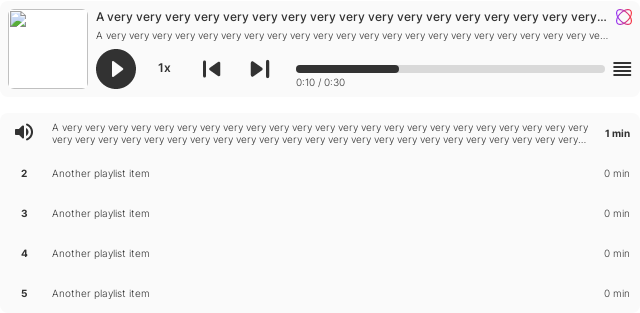 A very very very very very very very very very very very very very very very very very...
A very very very very very very very very very very very very very very very very very very very very very ve...
1x
0:10 / 0:30
A very very very very very very very very very very very very very very very very very very very very very very very
very very very very very very very very very very very very very very very very very very very very very very very...
1 min
2 Another playlist item 0 min
3 Another playlist item 0 min
4 Another playlist item 0 min
5 Another playlist item 0 min